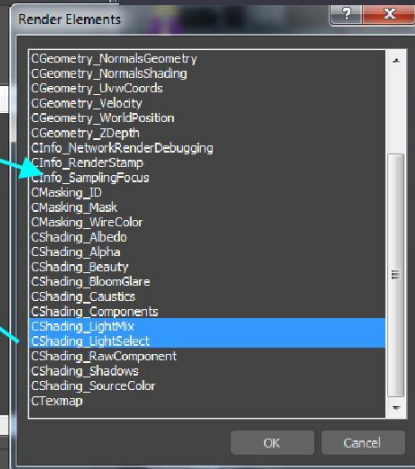 Render Elements
?
X
CGeometry_NormalsGeometry
CGeometry_NormalsShading
CGeometry_UvwCoords
CGeometry_Velocity
CGeometry_WorldPosition
CGeometry_ZDepth
CInfo_NetworkRenderDebugging
CInfo_RenderStamp
CInfo_SamplingFocus
CMasking_ID
CMasking_Mask
CMasking_WireColor
CShading_Albedo
CShading_Alpha
CShading_Beauty
CShading_BloomGlare
CShading_Caustics
CShading_Components
CShading_LightMix
CShading_LightSelect
CShading_RawComponent
CShading_Shadows
CShading_SourceColor
CTexmap
OK
Cancel